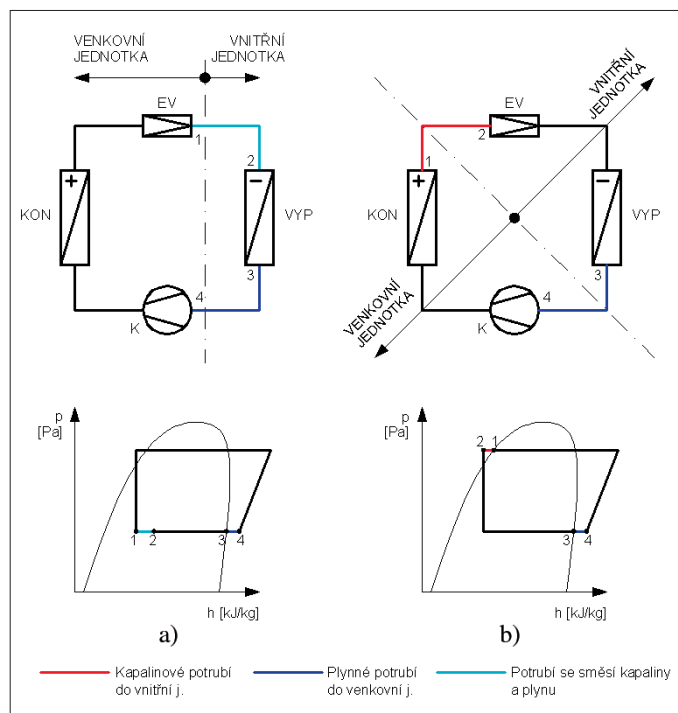 VENKOVNÍ
JEDNOTKA
VNITŘNÍ
JEDNOTKA
EV
1
2
+
−
KON
VYP
3
4
K
VNITŘNÍ
JEDNOTKA
EV
2
1
+
−
KON
VYP
3
4
K
VENKOVNÍ
JEDNOTKA
p
[Pa]
1
2
3
4
h [kJ/kg]
a)
p
[Pa]
2
1
3
4
h [kJ/kg]
b)
Kapalinové potrubí
do vnitřní j.
Plynné potrubí
do venkovní j.
Potrubí se směsí kapaliny
a plynu